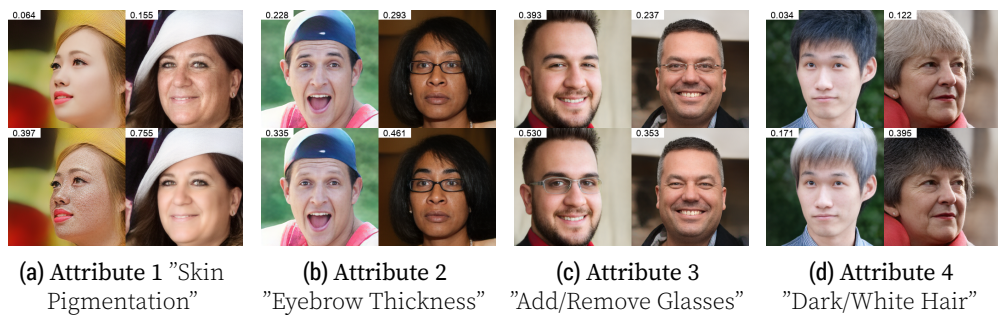 0.064 0.155 0.228 0.293 0.393 0.237 0.034 0.122
0.397 0.755 0.335 0.461 0.530 0.353 0.171 0.395
(a) Attribute 1 ”Skin
Pigmentation”
(b) Attribute 2
”Eyebrow Thickness”
(c) Attribute 3
”Add/Remove Glasses”
(d) Attribute 4
”Dark/White Hair”